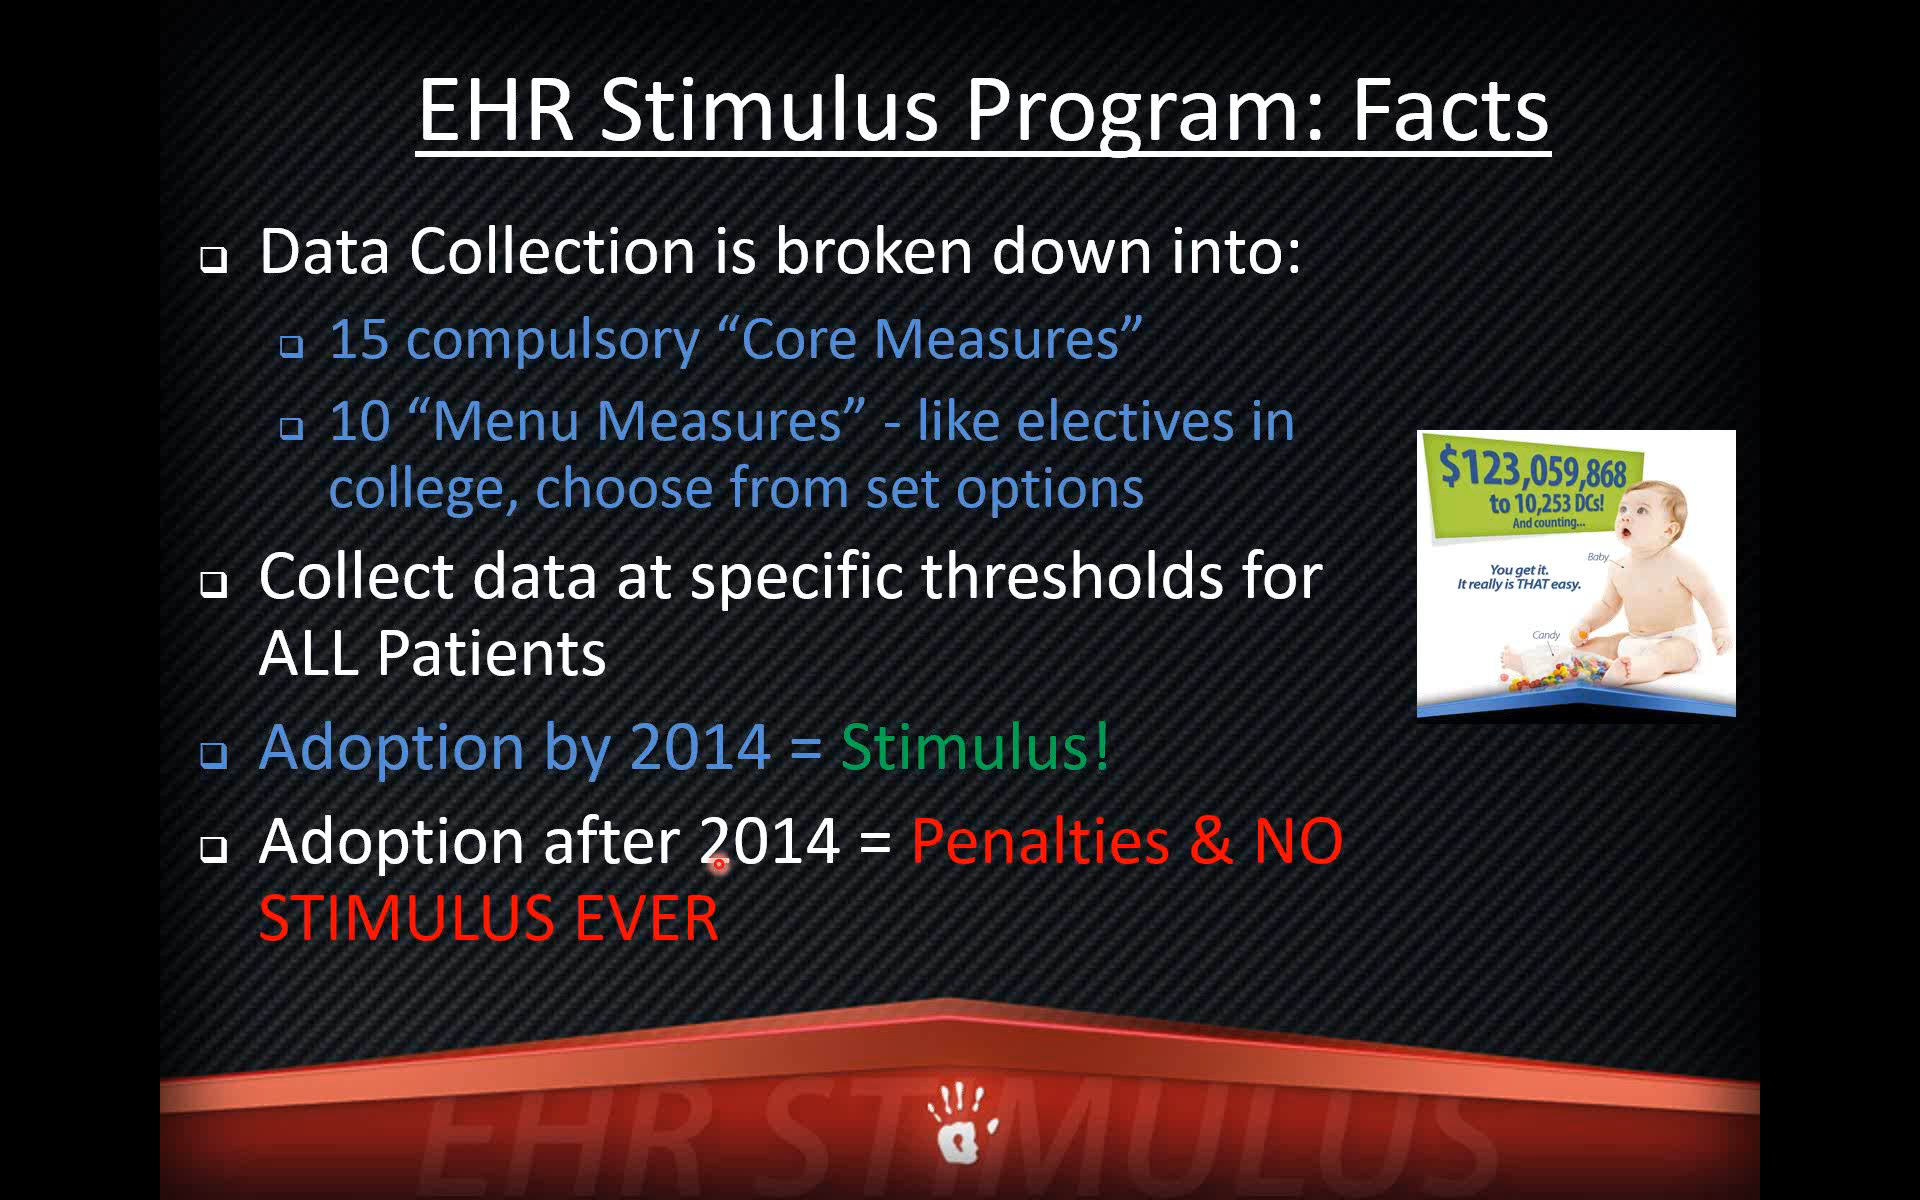 EHR Stimulus Program: Facts
Data Collection is broken down into:
15 compulsory “Core Measures”
10 “Menu Measures” - like electives in
college, choose from set options
Collect data at specific thresholds for
ALL Patients
Adoption by 2014 = Stimulus!
Adoption after 2014 = Penalties & NO
STIMULUS EVER
$123,059,868
to 10,253 DCs!
And counting...
Baby
You get it.
It really is THAT easy.
Candy
EHR STIMULUS